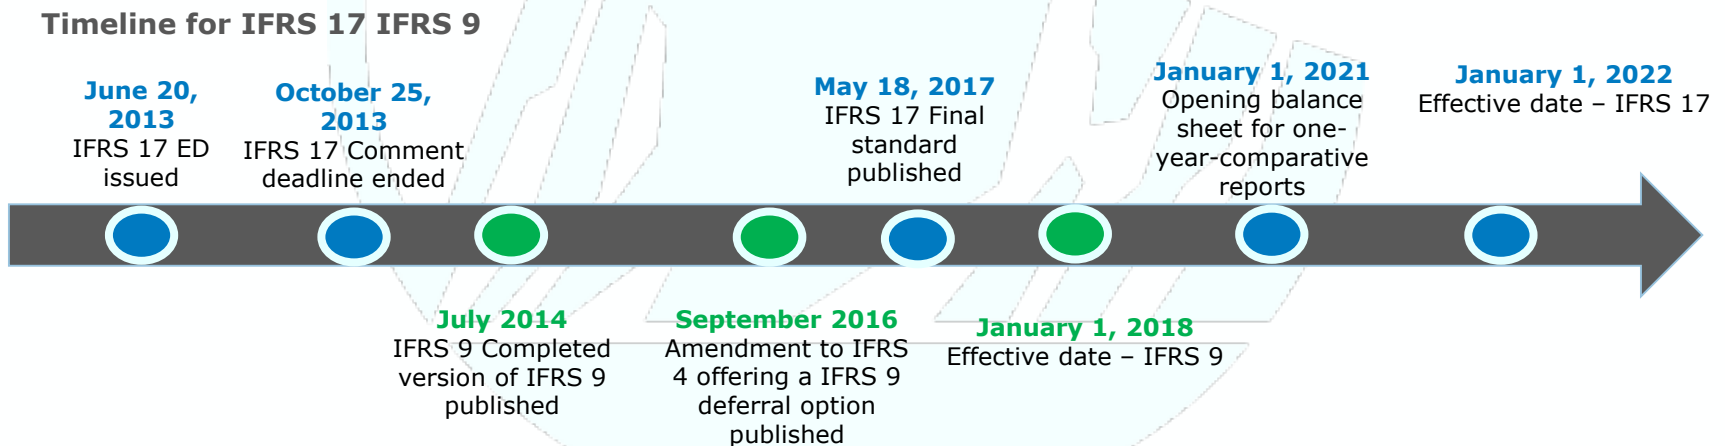 Timeline for IFRS 17 IFRS 9
June 20,
2013
IFRS 17 ED
issued
October 25,
2013
IFRS 17 Comment
deadline ended
May 18, 2017
IFRS 17 Final
standard
published
January 1, 2021
Opening balance
sheet for one-
year-comparative
reports
January 1, 2022
Effective date – IFRS 17
July 2014
IFRS 9 Completed
version of IFRS 9
published
September 2016
Amendment to IFRS
4 offering a IFRS 9
deferral option
published
January 1, 2018
Effective date – IFRS 9